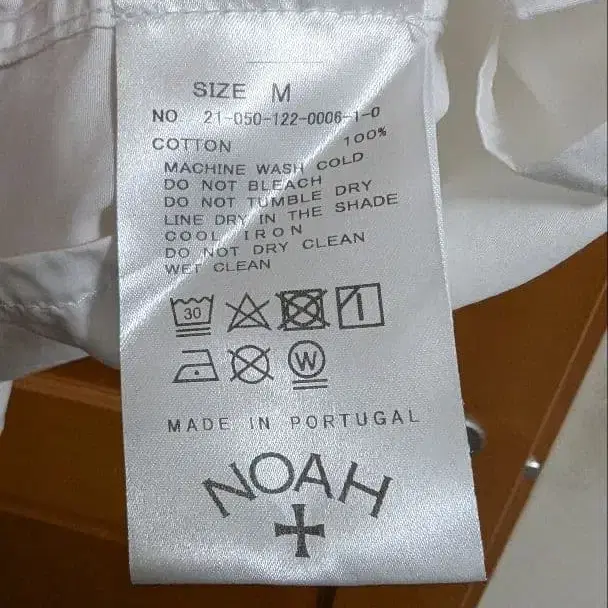 SIZE M
NO 21-050-122-0006-1-0
COTTON 100%
MACHINE WASH COLD
DO NOT BLEACH
DO NOT TUMBLE DRY
LINE DRY IN THE SHADE
COOL IRON
DO NOT DRY CLEAN
WET CLEAN
30
W
MADE IN PORTUGAL
NOAH